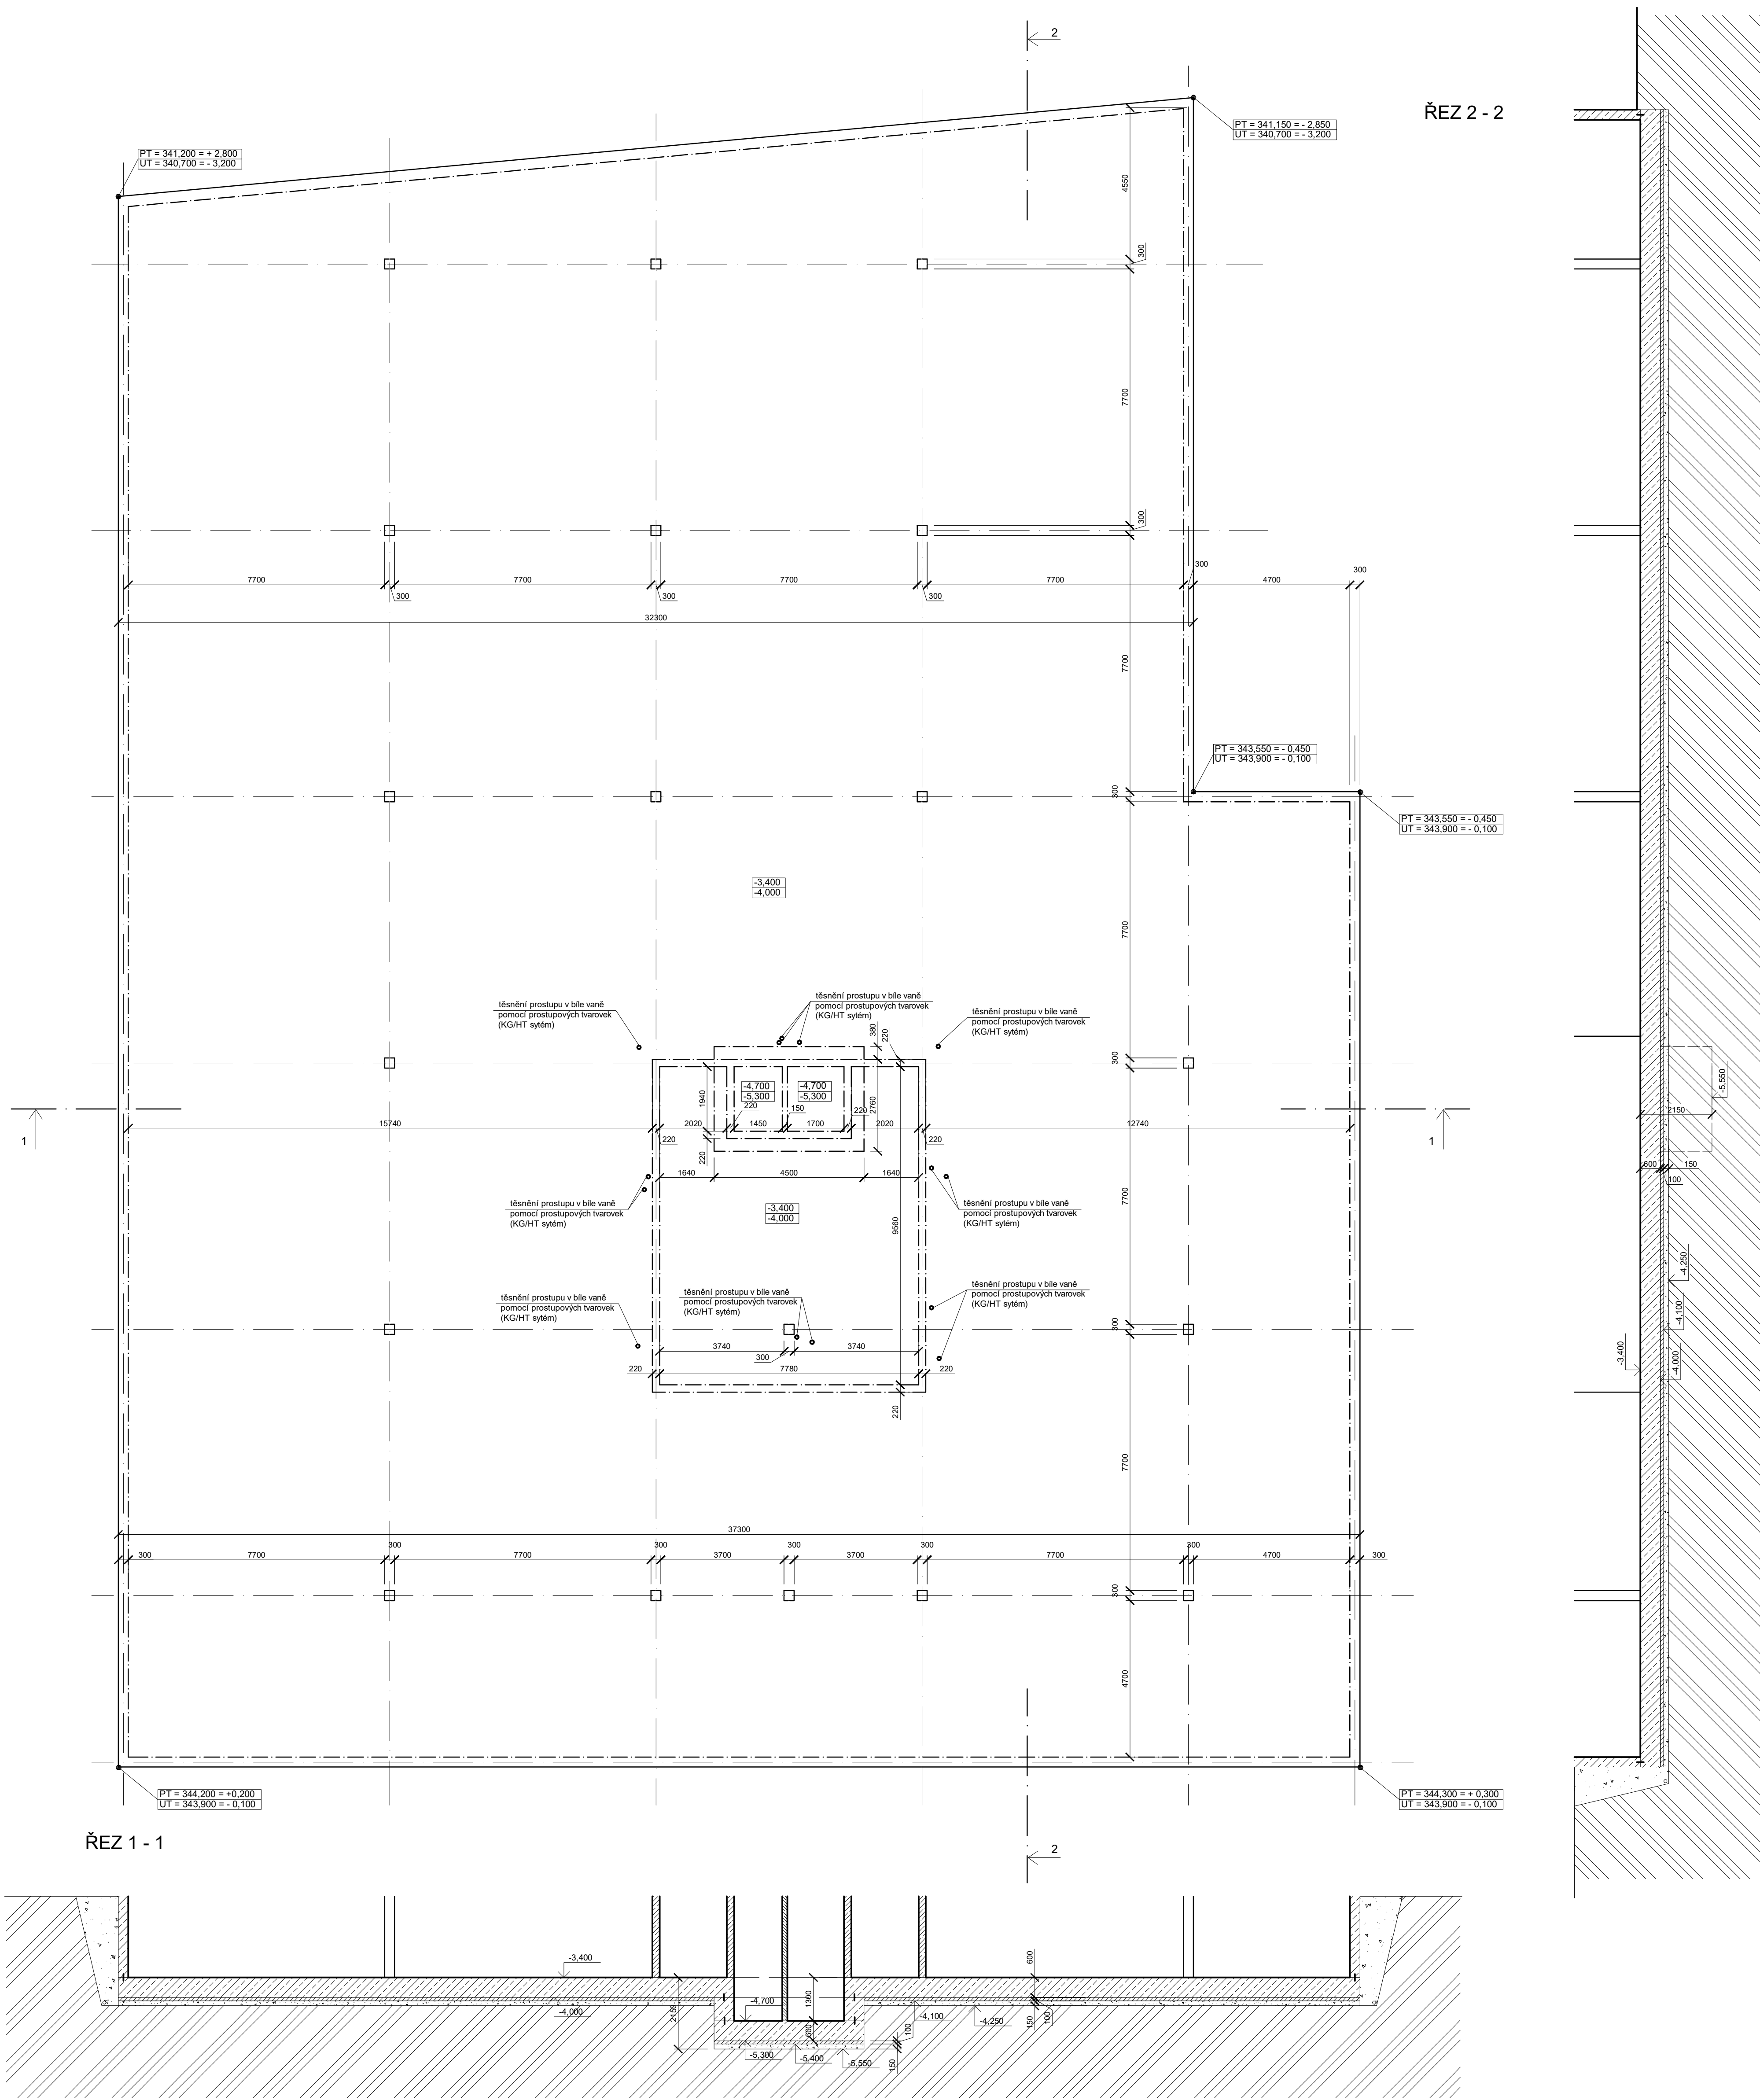 2
ŘEZ 2 - 2
PT = 341,150 = - 2,850
UT = 340,700 = - 3,200
PT = 341,200 = + 2,800
UT = 340,700 = - 3,200
4550
300
7700
300
300
300
7700
7700
7700
7700
4700
300
300
300
32300
7700
PT = 343,550 = - 0,450
UT = 343,900 = - 0,100
300
PT = 343,550 = - 0,450
UT = 343,900 = - 0,100
-3,400
-4,000
7700
těsnění prostupu v bíle vaně
pomocí prostupových tvarovek
(KG/HT sytém)
těsnění prostupu v bíle vaně
pomocí prostupových tvarovek
(KG/HT sytém)
těsnění prostupu v bíle vaně
pomocí prostupových tvarovek
(KG/HT sytém)
380
220
300
-4,700
-5,300
-4,700
-5,300
1940
2760
220
150
220
-5,550
2150
1
15740
2020
1450
1700
2020
12740
1
220
220
220
600
150
100
1640
4500
1640
těsnění prostupu v bíle vaně
pomocí prostupových tvarovek
(KG/HT sytém)
-3,400
-4,000
těsnění prostupu v bíle vaně
pomocí prostupových tvarovek
(KG/HT sytém)
9560
7700
-4,250
-4,100
-4,000
-3,400
těsnění prostupu v bíle vaně
pomocí prostupových tvarovek
(KG/HT sytém)
těsnění prostupu v bíle vaně
pomocí prostupových tvarovek
(KG/HT sytém)
těsnění prostupu v bíle vaně
pomocí prostupových tvarovek
(KG/HT sytém)
300
3740
300
3740
220
7780
220
220
7700
37300
300
7700
300
7700
300
3700
300
3700
300
7700
300
4700
300
300
4700
PT = 344,200 = +0,200
UT = 343,900 = - 0,100
PT = 344,300 = + 0,300
UT = 343,900 = - 0,100
ŘEZ 1 - 1
2
-3,400
600
-4,000
2150
-4,700
1300
600
100
-4,100
-4,250
150
100
-5,300
-5,400
-5,550
150